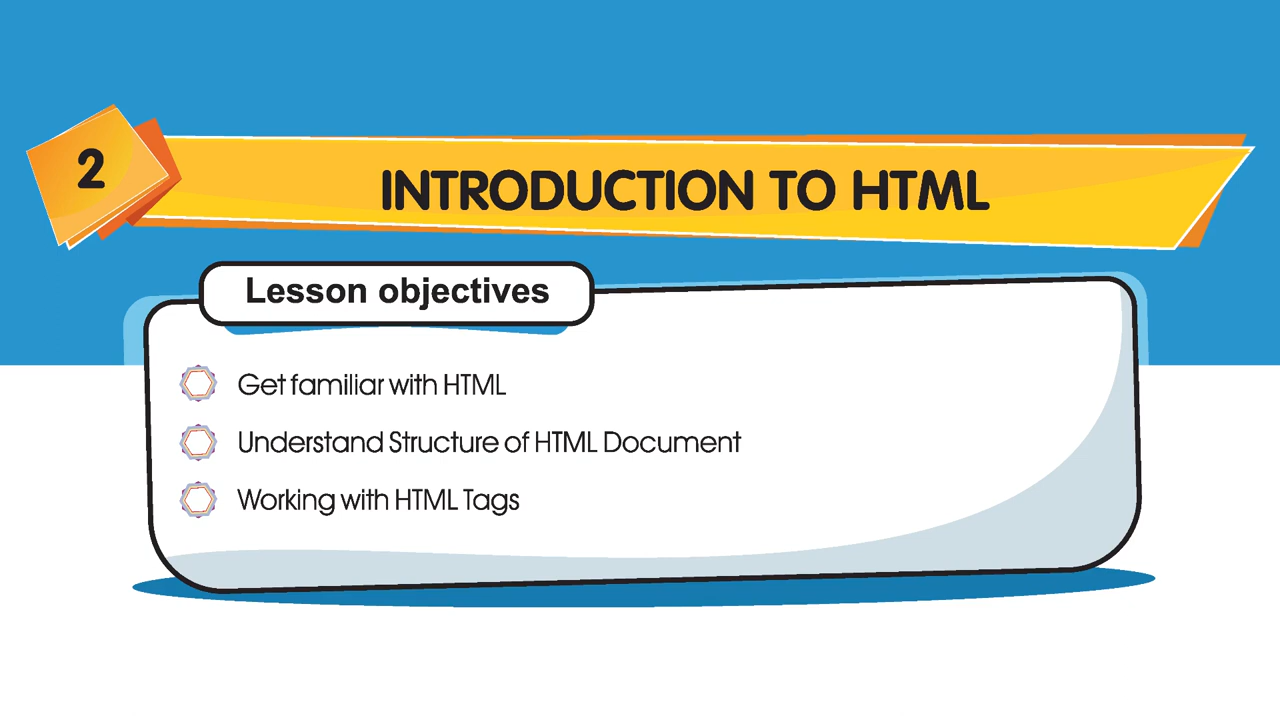 2
INTRODUCTION TO HTML
Lesson objectives
Get familiar with HTML
Understand Structure of HTML Document
Working with HTML Tags